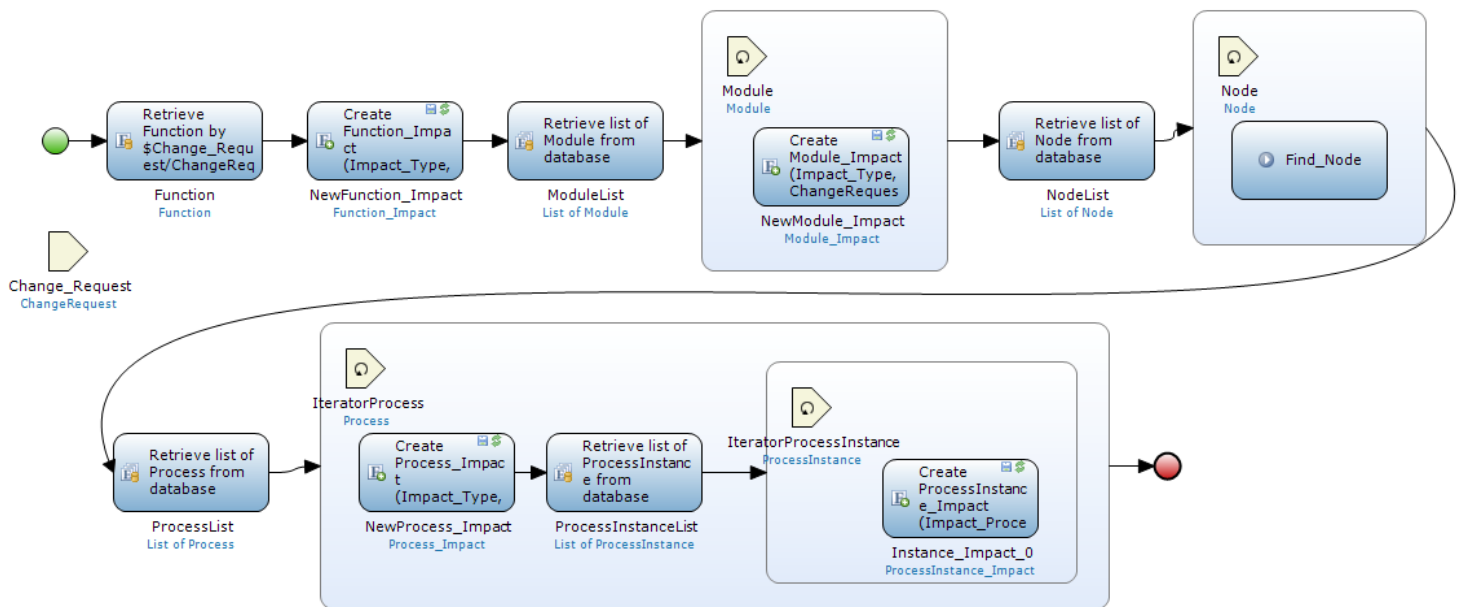 Retrieve
Function by
$Change_Requ
est/ChangeReq
Function
Function
Create
Function_Impa
ct
(Impact_Type,
NewFunction_Impact
Function_Impact
Retrieve list of
Module from
database
ModuleList
List of Module
Module
Module
Create
Module_Impact
(Impact_Type,
ChangeReques
NewModule_Impact
Module_Impact
Retrieve list of
Node from
database
NodeList
List of Node
Node
Node
Find_Node
Change_Request
ChangeRequest
Retrieve list of
Process from
database
ProcessList
List of Process
IteratorProcess
Process
Create
Process_Impac
t
(Impact_Type,
NewProcess_Impact
Process_Impact
Retrieve list of
ProcessInstanc
e from
database
ProcessInstanceList
List of ProcessInstance
IteratorProcessInstance
ProcessInstance
Create
ProcessInstanc
e_Impact
(Impact_Proce
Instance_Impact_0
ProcessInstance_Impact